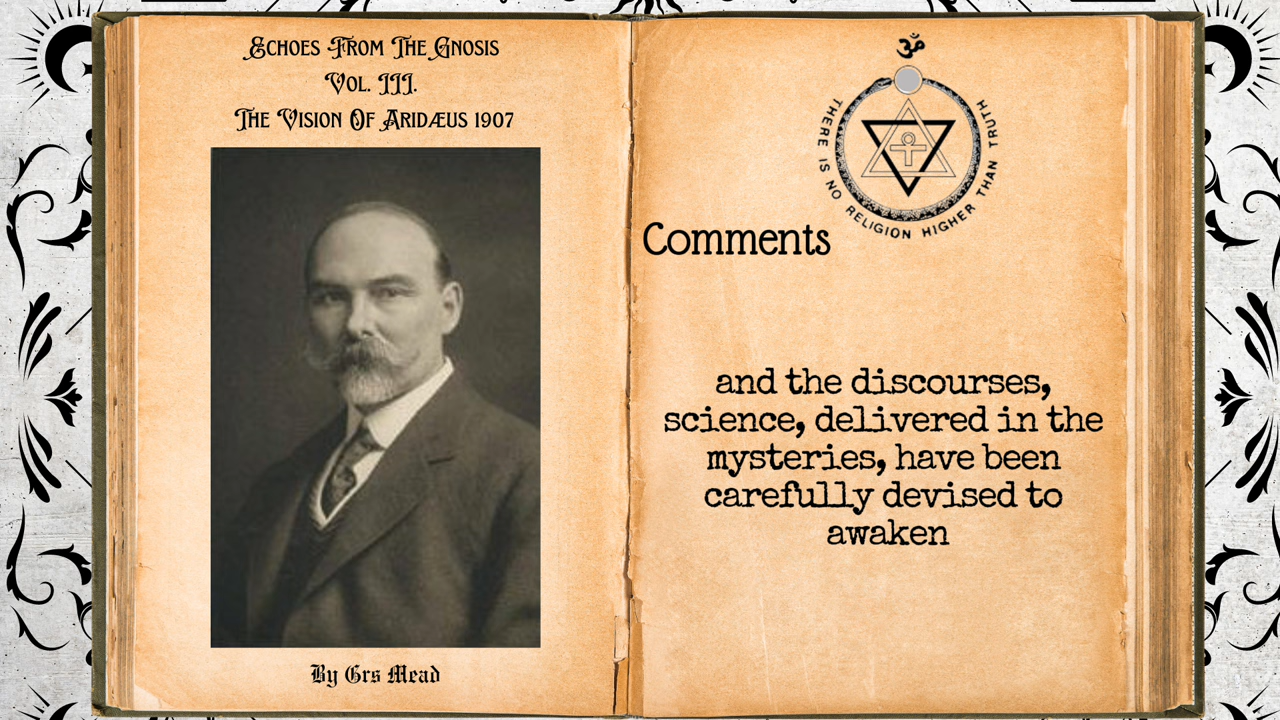 Echoes From The Gnosis
Vol. III.
The Vision Of Aridæus 1907
By Grs Mead
ॐ
THERE IS NO RELIGION HIGHER THAN TRUTH
Comments
and the discourses,
science, delivered in the
mysteries, have been
carefully devised to
awaken